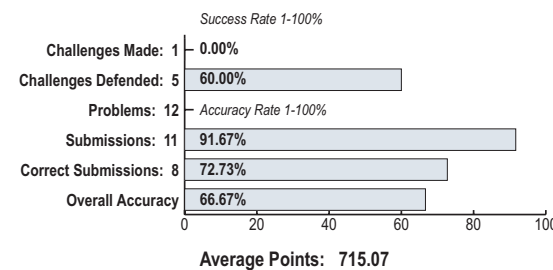 Success Rate 1-100%
Challenges Made: 1 0.00%
Challenges Defended: 5 60.00%
Problems: 12 Accuracy Rate 1-100%
Submissions: 11 91.67%
Correct Submissions: 8 72.73%
Overall Accuracy 66.67%
0 20 40 60 80 100
Average Points: 715.07